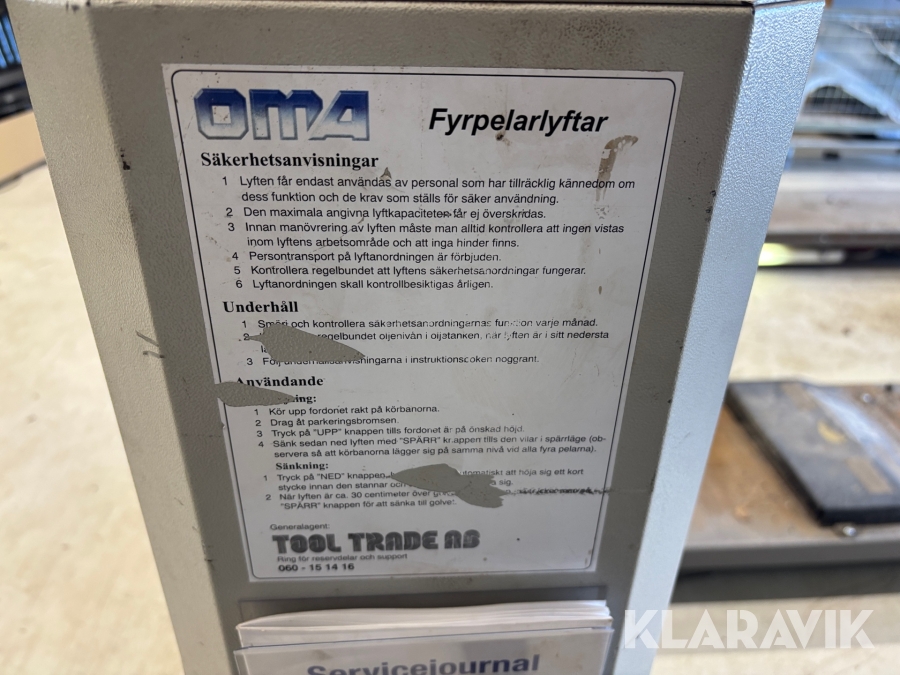 OMA Fyrpelarlyftar
Säkerhetsanvisningar
1 Lyften får endast användas av personal som har tillräcklig kännedom om
dess funktion och de krav som ställs för säker användning.
2 Den maximala angivna lyftkapaciteten får ej överskridas.
3 Innan manövrering av lyften måste man alltid kontrollera att ingen vistas
inom lyftens arbetsområde och att inga hinder finns.
4 Persontransport på lyftanordningen är förbjuden.
5 Kontrollera regelbundet att lyftens säkerhetsanordningar fungerar.
6 Lyftanordningen skall kontrollbesiktigas årligen.
Underhåll
1 Smörj och kontrollera säkerhetsanordningarnas funktion varje månad.
2 oljenivån i oljetanken, när lyften är i sitt nedersta
3 i instruktionsboken noggrant.
Användande
1 Kör upp fordonet rakt på körbanorna.
2 Drag åt parkeringsbromsen.
3 Tryck på "UPP" knappen tills fordonet är på önskad höjd.
4 Sänk sedan ned lyften med "SPÄRR" knappen tills den vilar i spärrläge (ob-
servera så att körbanorna lägger sig på samma nivå vid alla fyra pelarna).
Sänkning:
1 Tryck på "NED" knappen att höja sig ett kort
stycke innan den stannar och sig.
2 När lyften är ca. 30 centimeter över
"SPÄRR" knappen för att sänka till golvet.
Generalagent:
TOOL TRADE AB
Ring för reservdelar och support
060 - 15 14 16
Servicejournal
KLARAVIK